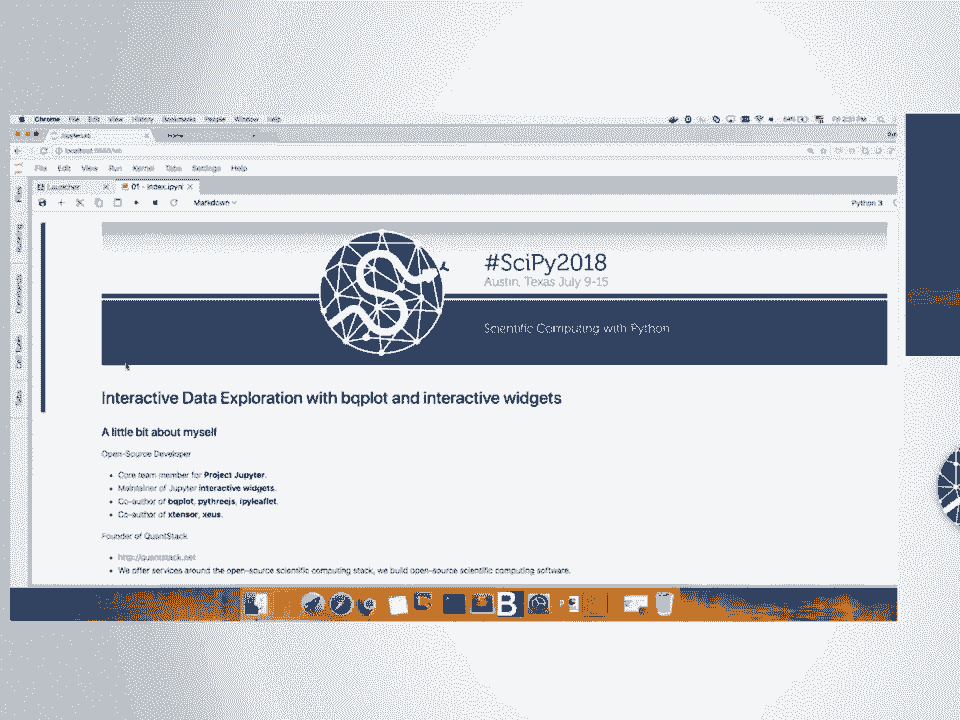 Chrome File Edit View History Bookmarks People Window Help
JupyterLab Home
File Edit View Run Kernel Tabs Settings Help
Launcher 01 - index.ipynl
Markdown Python 3
Files
Running
Commands
Cell Tools
Tabs
#SciPy2018
Austin, Texas July 9-15
Scientific Computing with Python
Interactive Data Exploration with bqplot and interactive widgets
A little bit about myself
Open-Source Developer
Core team member for Project Jupyter.
Maintainer of Jupyter interactive widgets.
Co-author of bqplot, pythreejs, ipyleaflet.
Co-author of xtensor, xeus.
Founder of QuantStack
http://quantstack.net
We offer services around the open-source scientific computing stack, we build open-source scientific computing software.